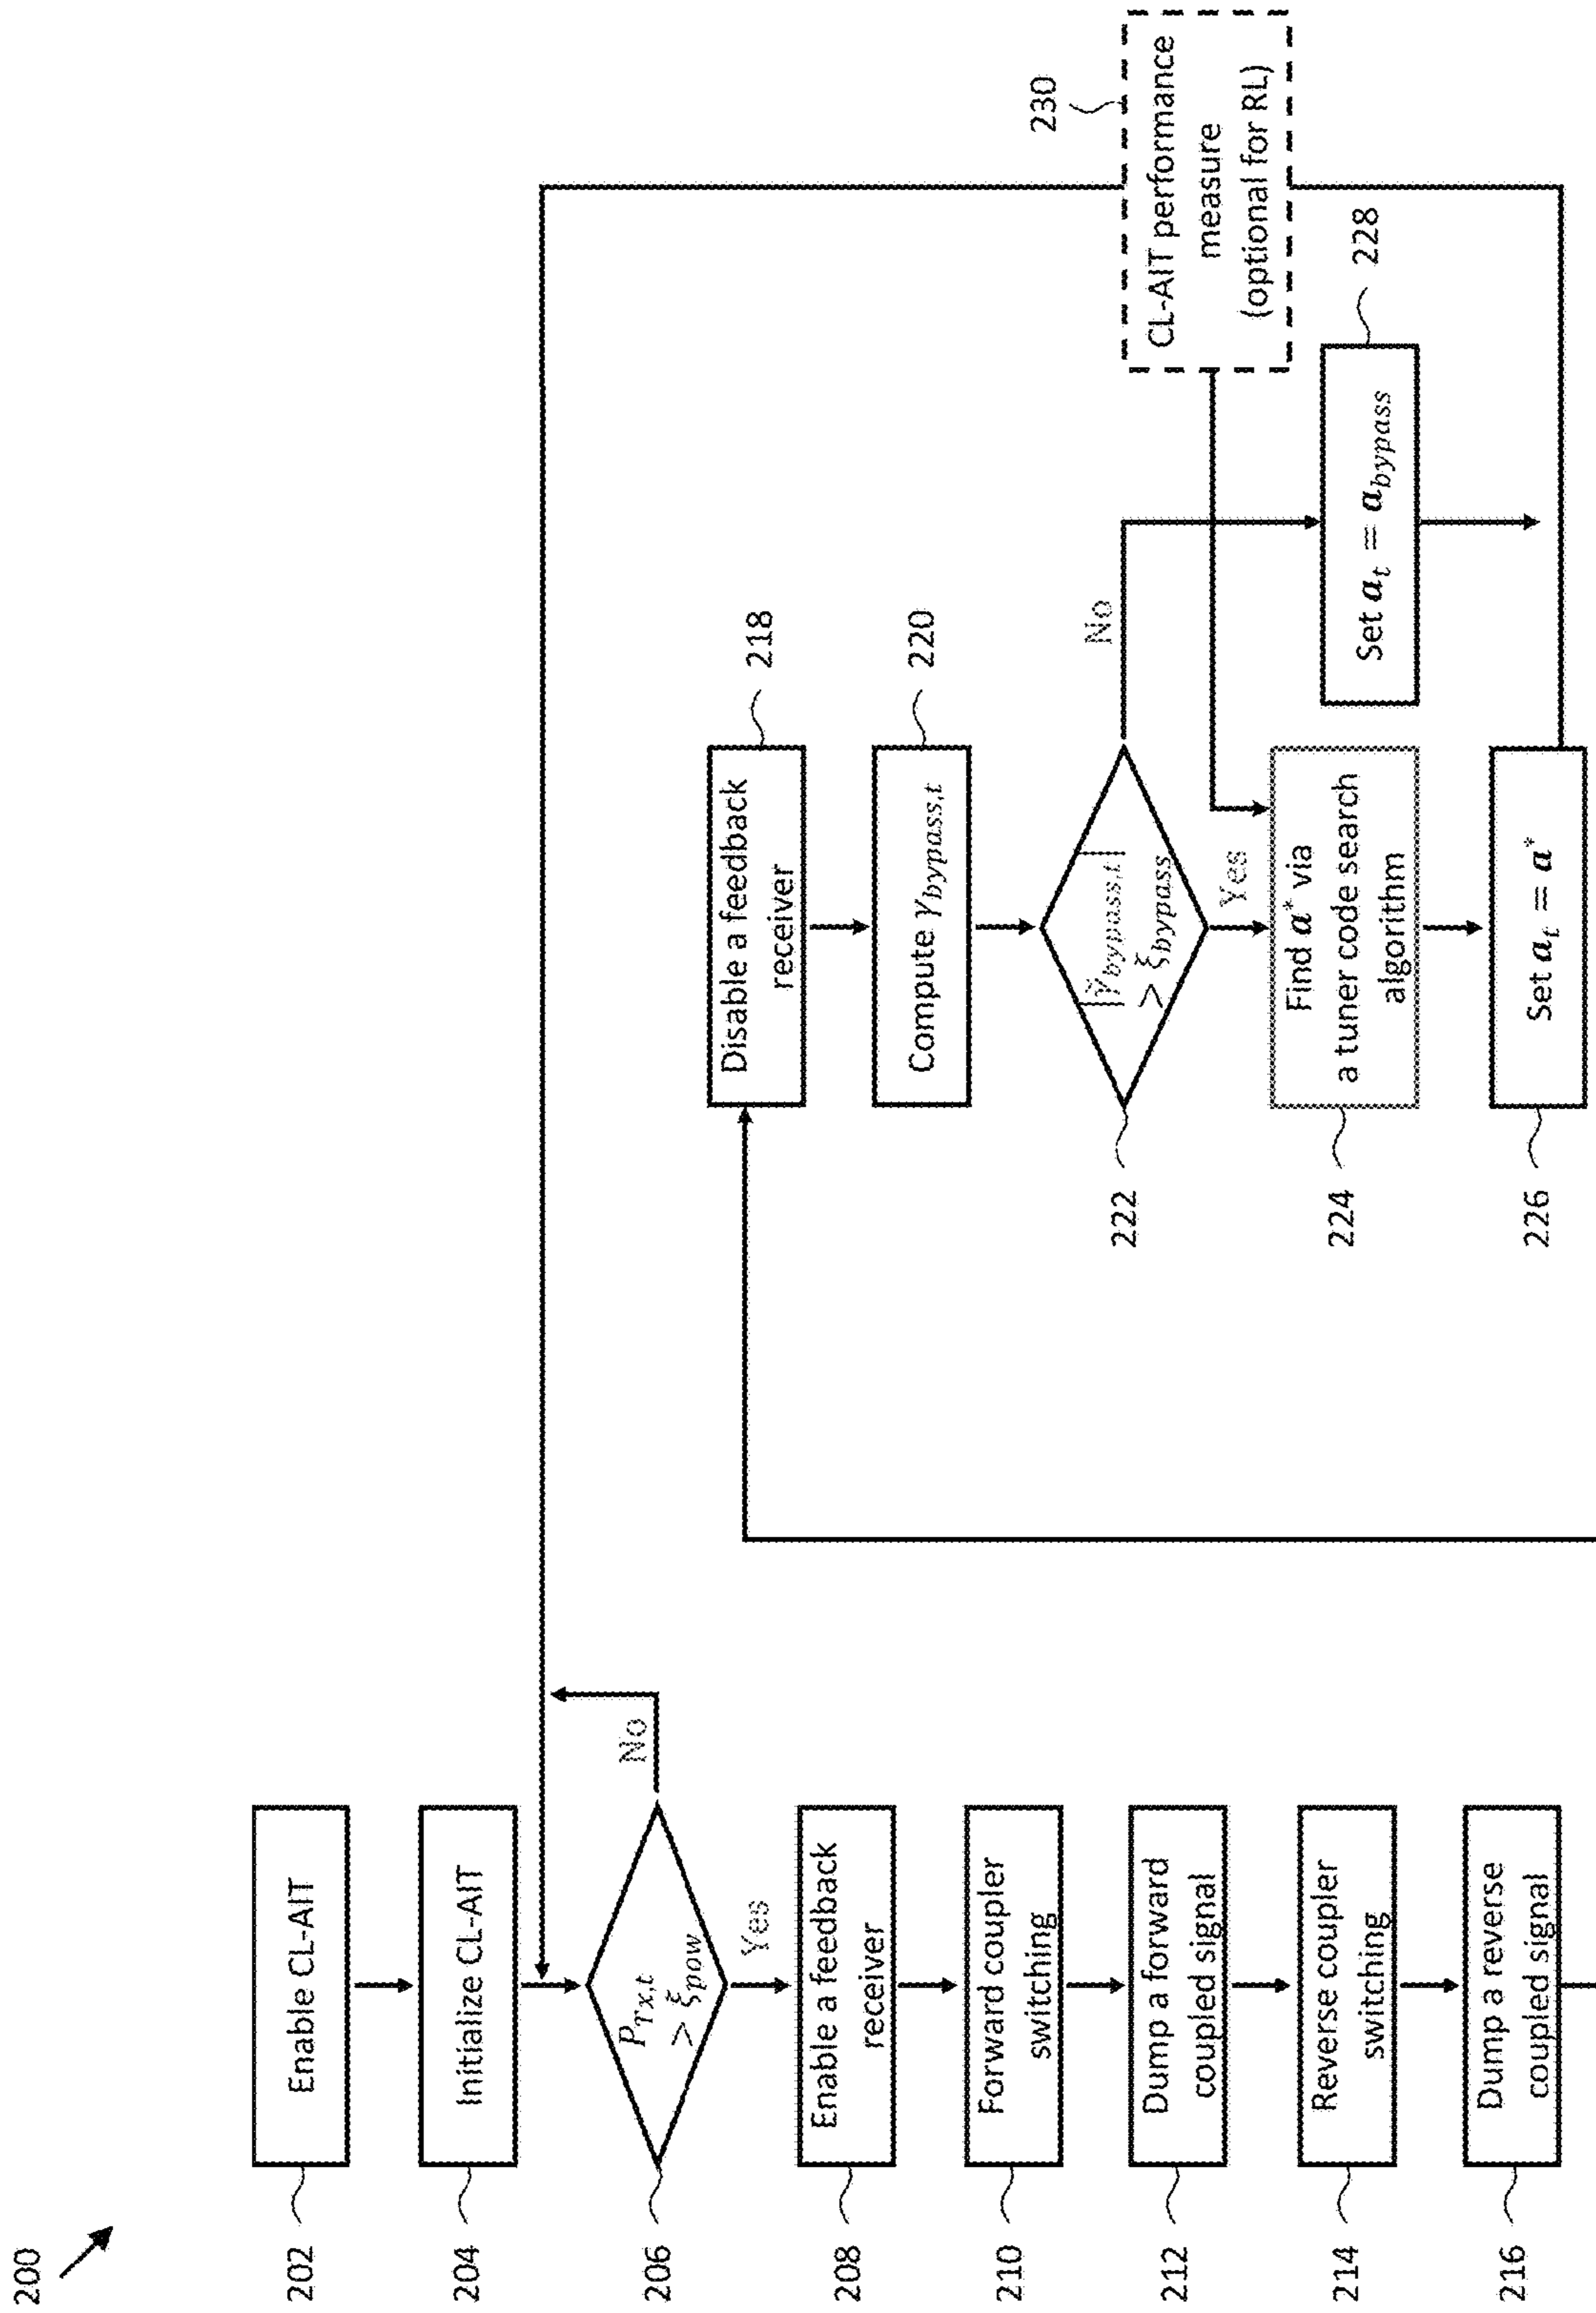 200
202
Enable CL-AIT
204
Initialize CL-AIT
206
P_{Tx,t}
> ξ_{pow}
No
Yes
208
Enable a feedback
receiver
210
Forward coupler
switching
212
Dump a forward
coupled signal
214
Reverse coupler
switching
216
Dump a reverse
coupled signal
Disable a feedback
receiver
218
Compute γ_{bypass,t}
220
222
|γ̌_{bypass,t}|
> ξ_{bypass}
No
Yes
224
Find a* via
a tuner code search
algorithm
226
Set a_t = a*
Set a_t = a_{bypass}
228
230
CL-AIT performance
measure
(optional for RL)